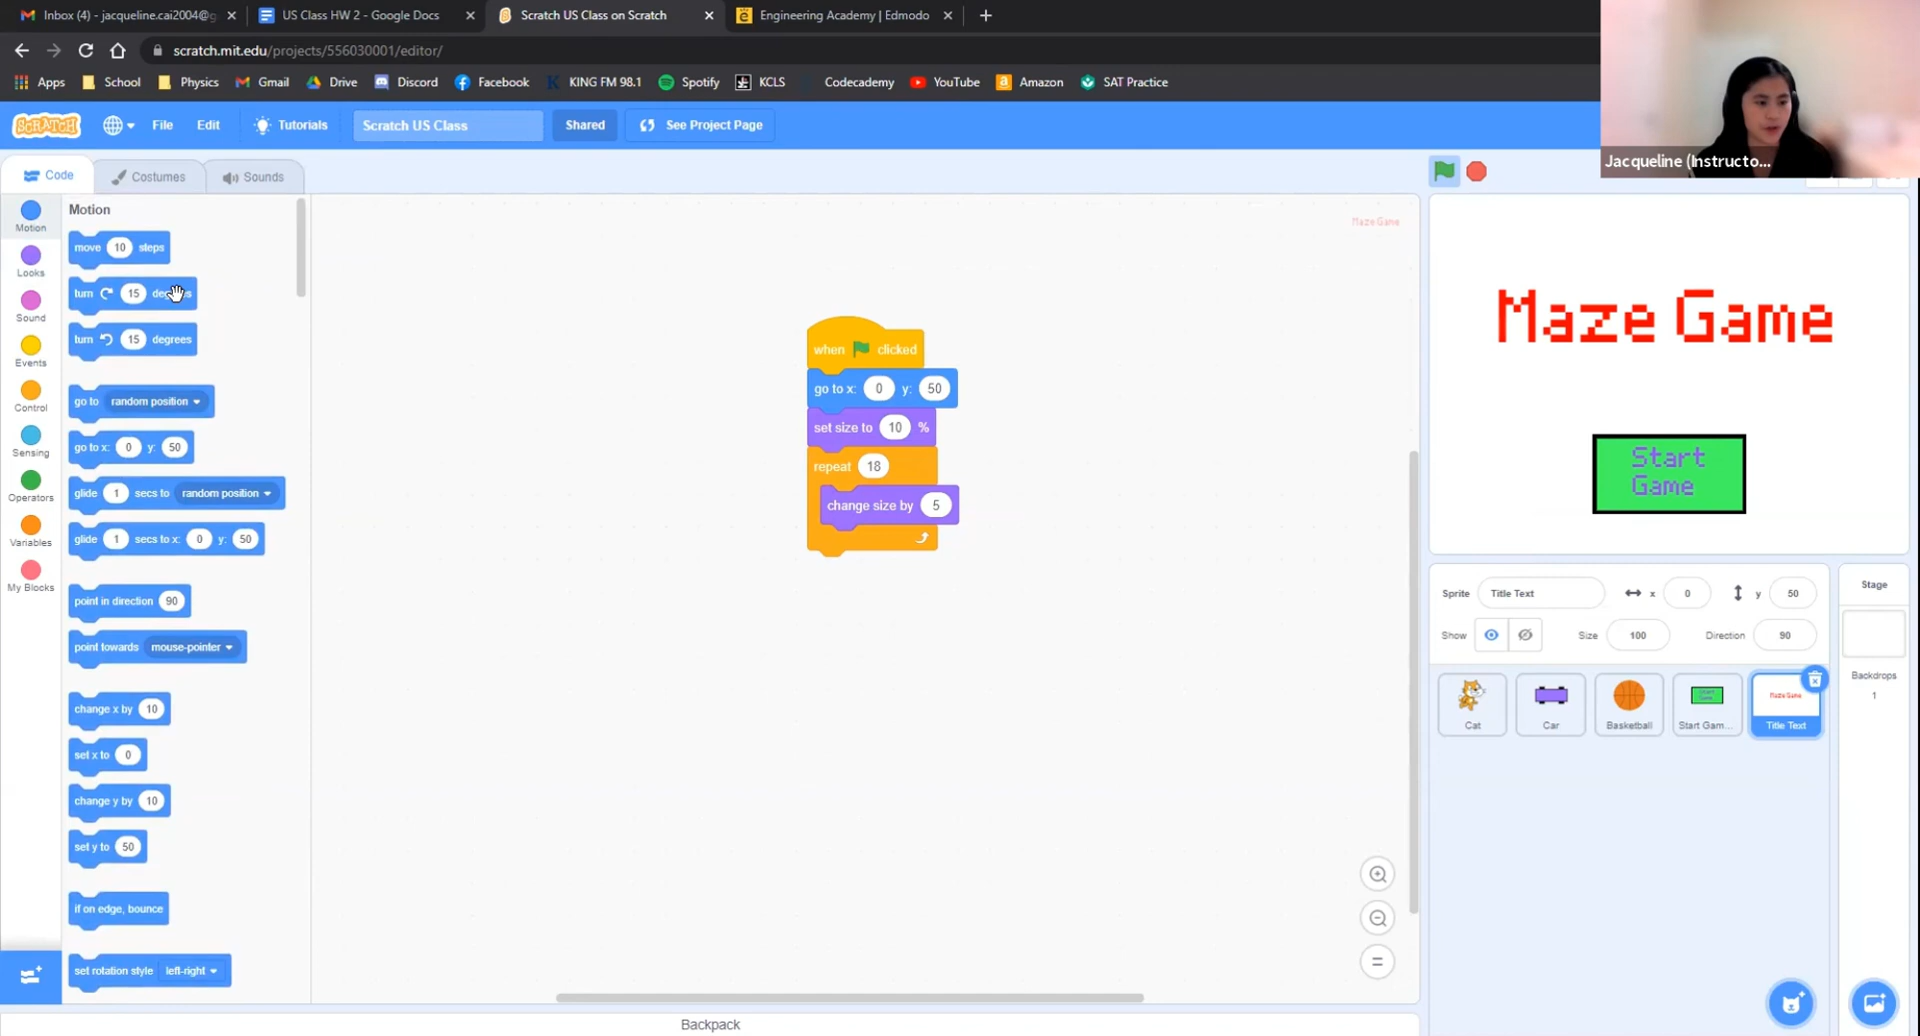 Inbox (4) - jacqueline.cai2004@g
US Class HW 2 - Google Docs
Scratch US Class on Scratch
Engineering Academy | Edmodo
scratch.mit.edu/projects/556030001/editor/
Apps School Physics Gmail Drive Discord Facebook KING FM 98.1 Spotify KCLS Codecademy YouTube Amazon SAT Practice
SCRATCH File Edit Tutorials Scratch US Class Shared See Project Page
Jacqueline (Instructo...
Code Costumes Sounds
Motion
Looks
Sound
Events
Control
Sensing
Operators
Variables
My Blocks
Motion
move 10 steps
turn 15 degrees
turn 15 degrees
go to random position
go to x: 0 y: 50
glide 1 secs to random position
glide 1 secs to x: 0 y: 50
point in direction 90
point towards mouse-pointer
change x by 10
set x to 0
change y by 10
set y to 50
if on edge, bounce
set rotation style left-right
Maze Game
when clicked
go to x: 0 y: 50
set size to 10 %
repeat 18
change size by 5
Backpack
Maze Game
Start
Game
Sprite Title Text x 0 y 50
Show Size 100 Direction 90
Cat
Car
Basketball
Start Gam...
Maze Game
Title Text
Stage
Backdrops
1